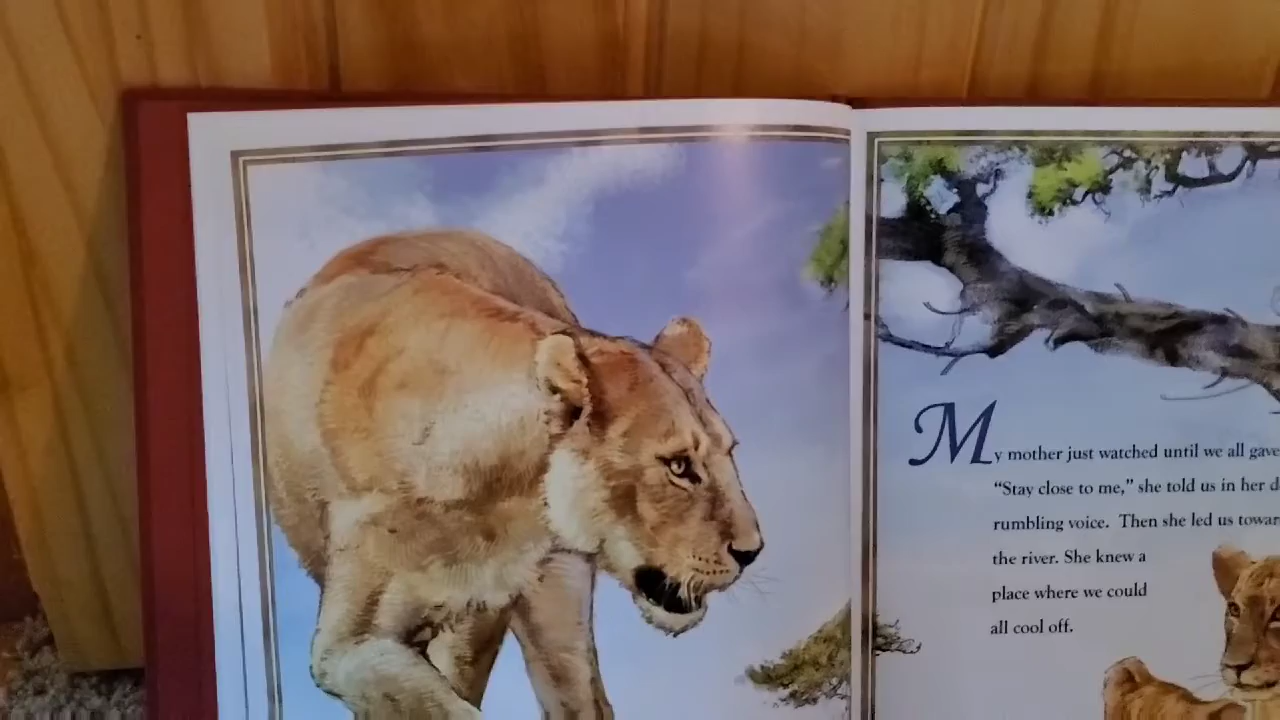 My mother just watched until we all gave
“Stay close to me,” she told us in her
rumbling voice. Then she led us
the river. She knew a
place where we could
all cool off.